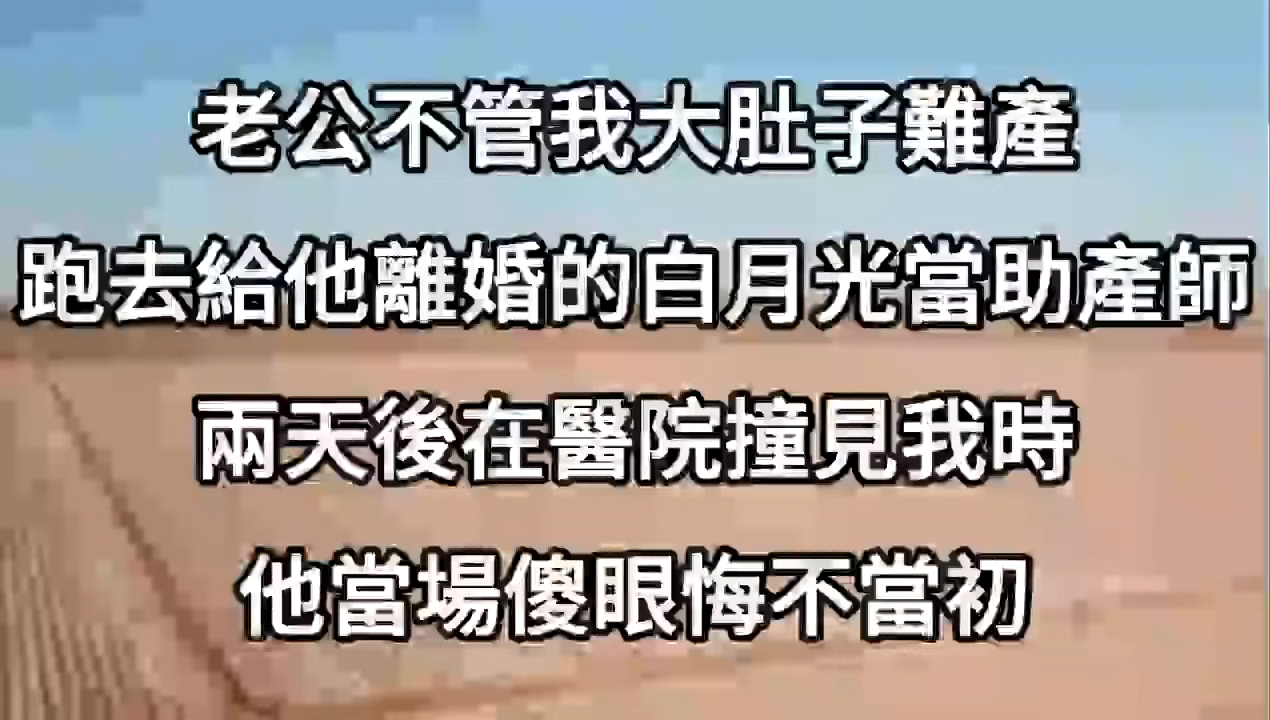 老公不管我大肚子難產
跑去給他離婚的白月光當助產師
兩天後在醫院撞見我時
他當場傻眼悔不當初